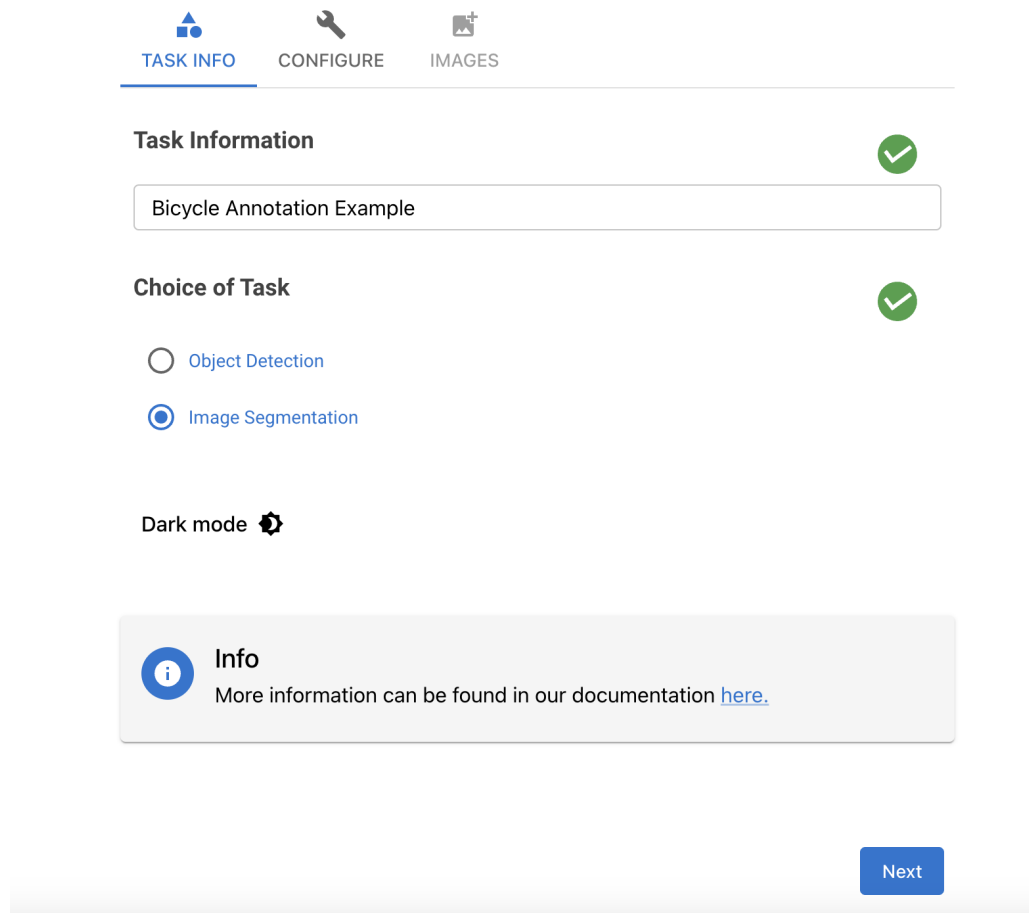 TASK INFO CONFIGURE IMAGES
Task Information
Bicycle Annotation Example
Choice of Task
Object Detection
Image Segmentation
Dark mode
Info
More information can be found in our documentation here.
Next